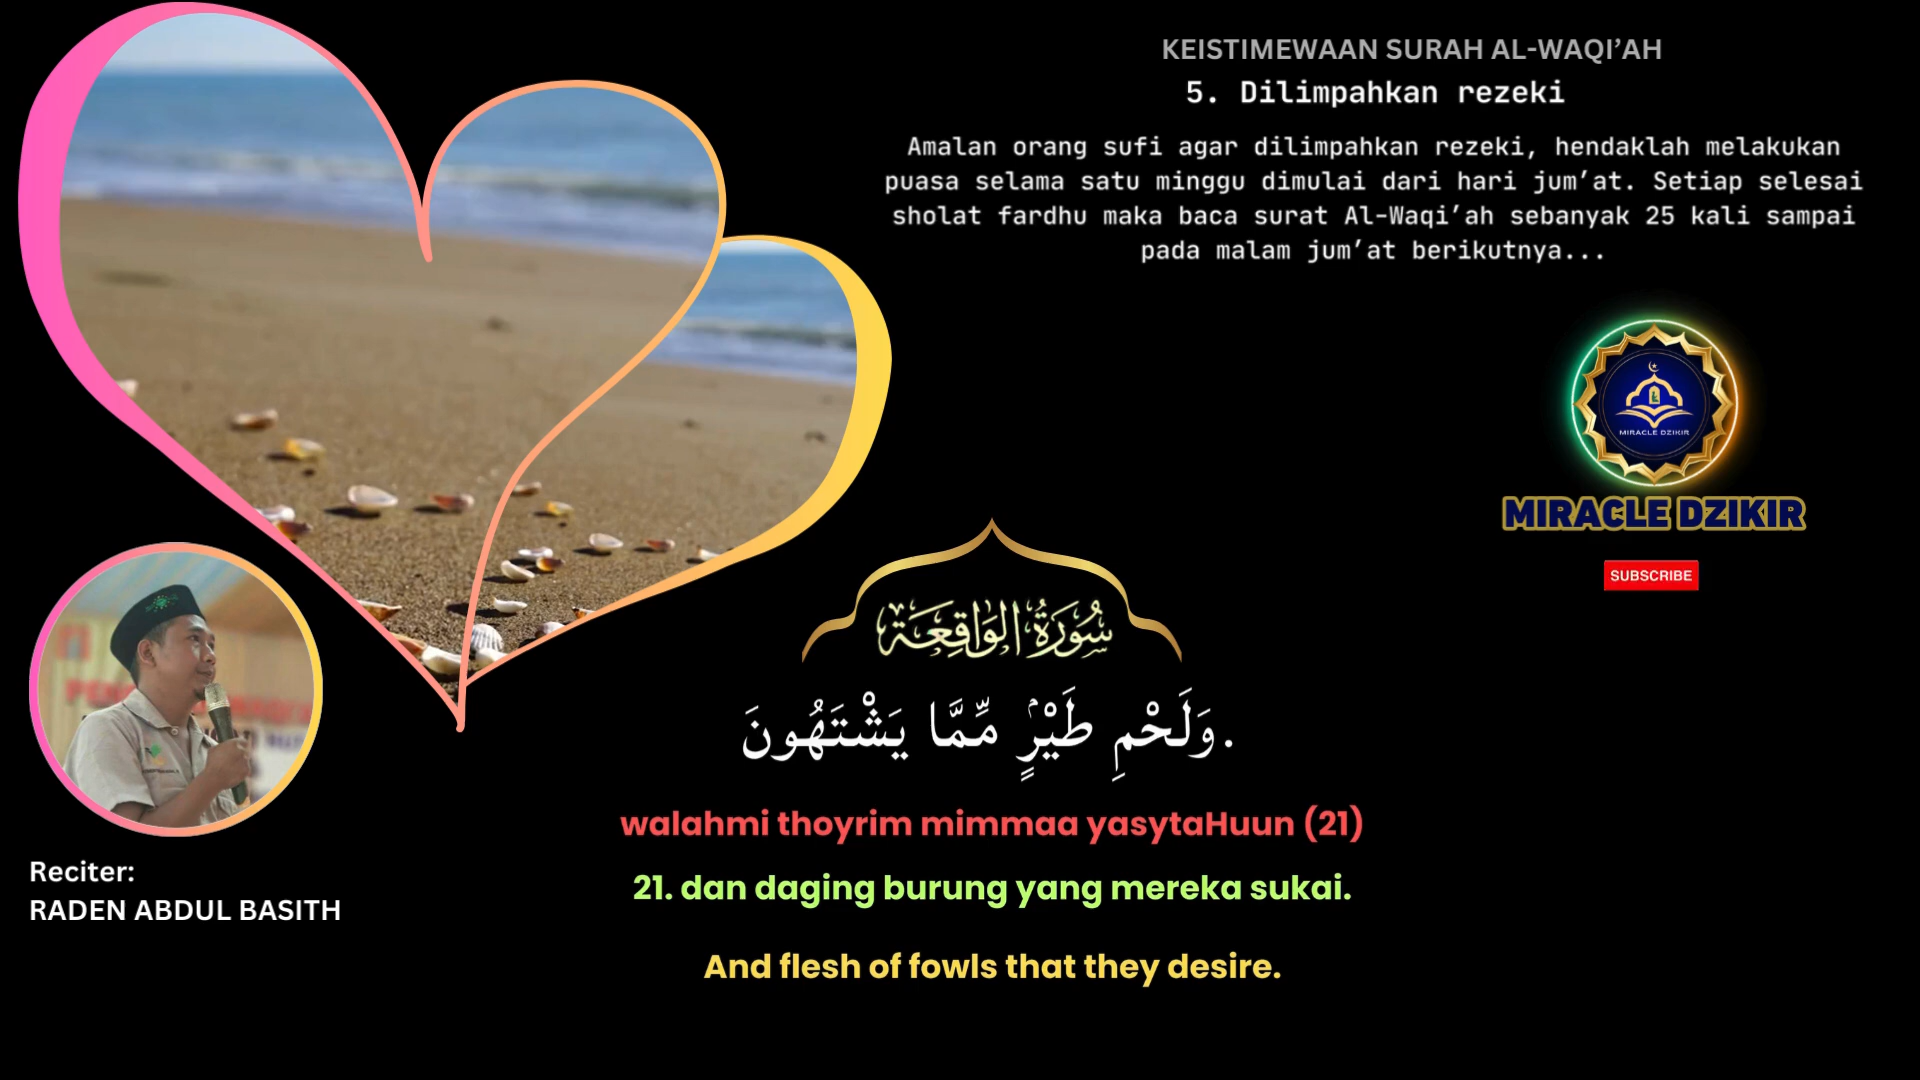 KEISTIMEWAAN SURAH AL-WAQI’AH
5. Dilimpahkan rezeki
Amalan orang sufi agar dilimpahkan rezeki, hendaklah melakukan
puasa selama satu minggu dimulai dari hari jum’at. Setiap selesai
sholat fardhu maka baca surat Al-Waqi’ah sebanyak 25 kali sampai
pada malam jum’at berikutnya...
MIRACLE DZIKIR
MIRACLE DZIKIR
SUBSCRIBE
سُوْرَةُ الوَاقِعَة
وَلَحْمِ طَيْرٍۢ مِّمَّا يَشْتَهُونَ.
walahmi thoyrim mimmaa yasytaHuun (21)
21. dan daging burung yang mereka sukai.
And flesh of fowls that they desire.
Reciter:
RADEN ABDUL BASITH